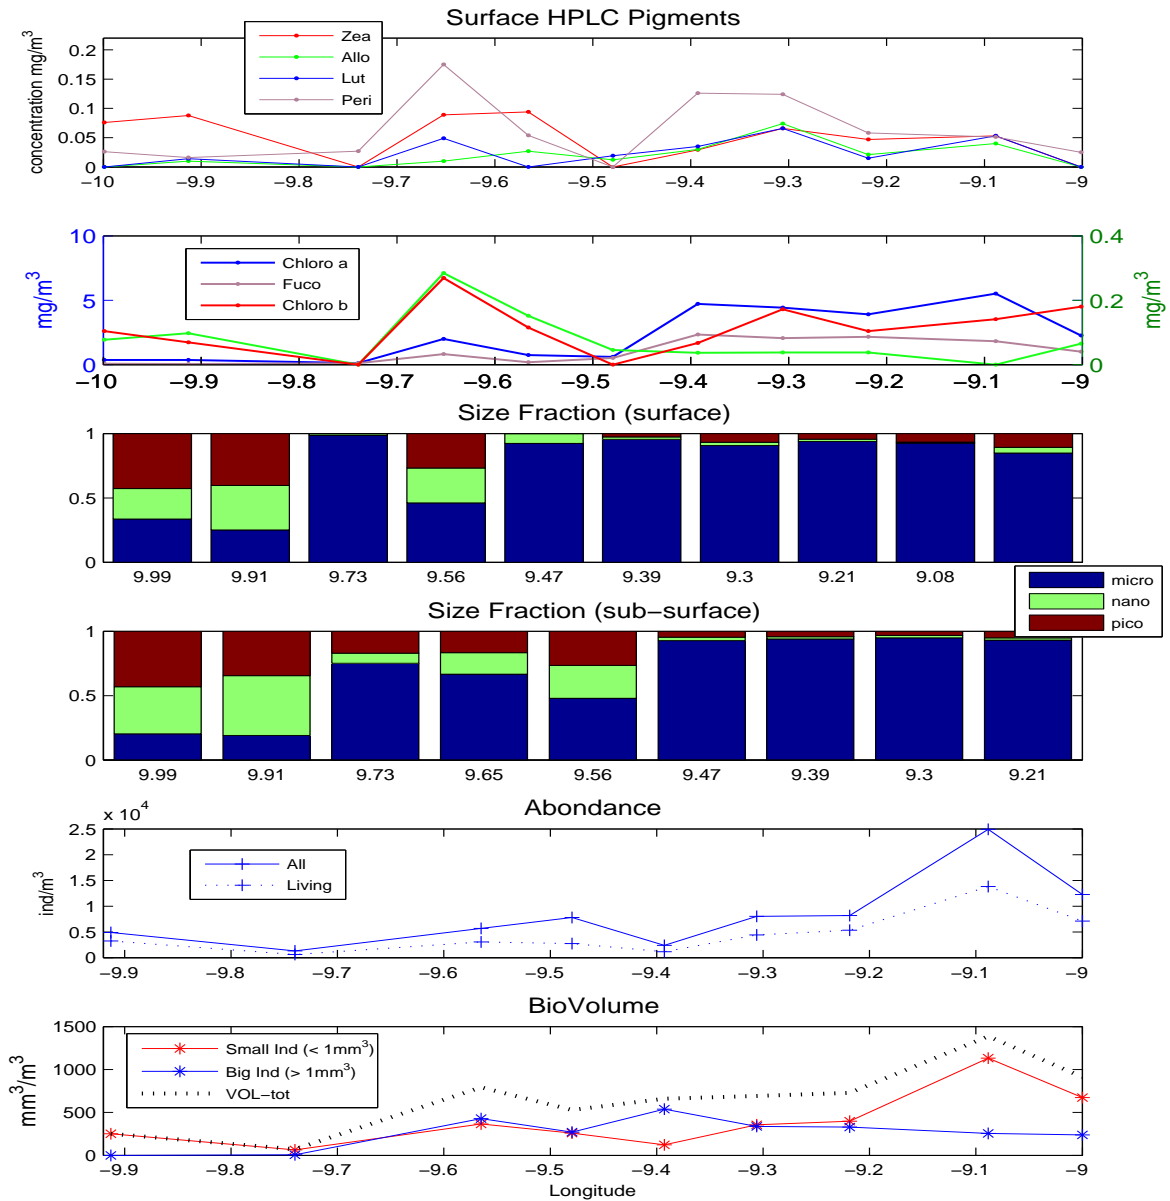 Surface HPLC Pigments
concentration mg/m³
0.2
0.15
0.1
0.05
0
Zea
Allo
Lut
Peri
−10 −9.9 −9.8 −9.7 −9.6 −9.5 −9.4 −9.3 −9.2 −9.1 −9
mg/m³
10
5
0
Chloro a
Fuco
Chloro b
0.4
0.2
0
mg/m³
−10 −9.9 −9.8 −9.7 −9.6 −9.5 −9.4 −9.3 −9.2 −9.1 −9
Size Fraction (surface)
1
0.5
0
9.99 9.91 9.73 9.56 9.47 9.39 9.3 9.21 9.08
micro
nano
pico
Size Fraction (sub−surface)
1
0.5
0
9.99 9.91 9.73 9.65 9.56 9.47 9.39 9.3 9.21
Abondance
x 10⁴
ind/m³
2.5
2
1.5
1
0.5
0
All
Living
−9.9 −9.8 −9.7 −9.6 −9.5 −9.4 −9.3 −9.2 −9.1 −9
BioVolume
mm³/m³
1500
1000
500
0
Small Ind (< 1mm³)
Big Ind (> 1mm³)
VOL−tot
−9.9 −9.8 −9.7 −9.6 −9.5 −9.4 −9.3 −9.2 −9.1 −9
Longitude